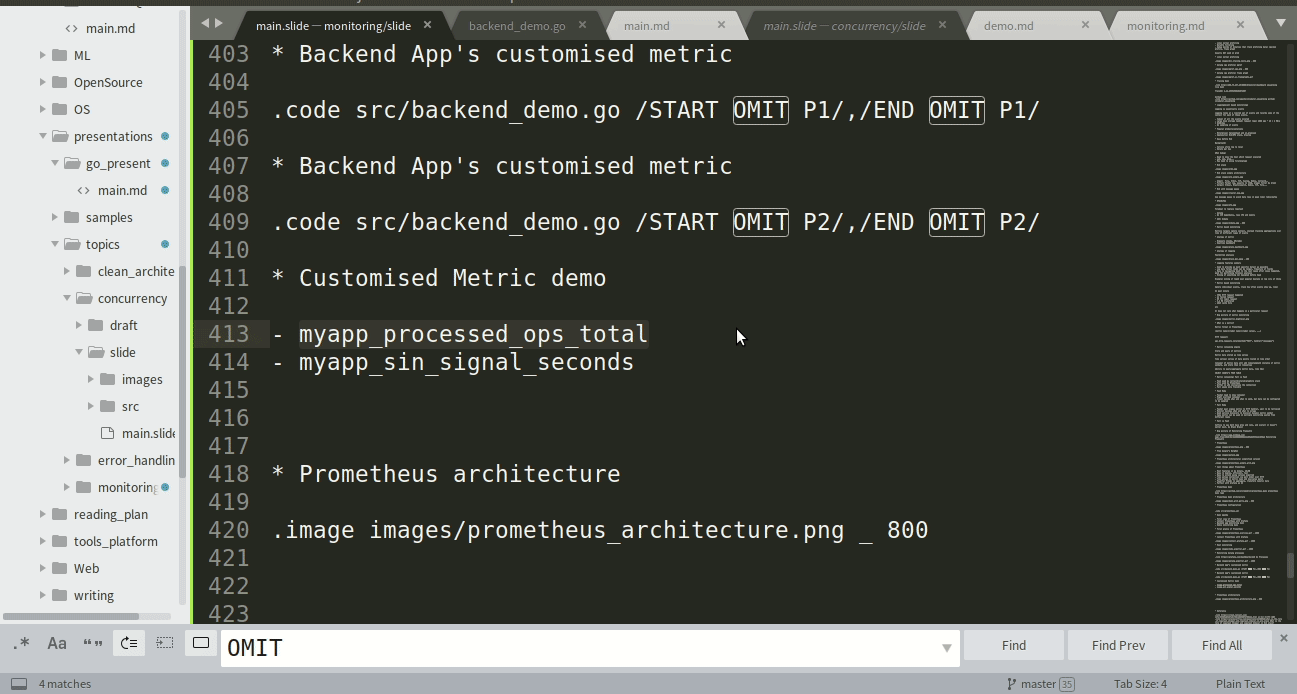 main.md
ML
OpenSource
OS
presentations
go_present
main.md
samples
topics
clean_archite
concurrency
draft
slide
images
src
main.slide
error_handlin
monitoring
reading_plan
tools_platform
Web
writing
main.slide — monitoring/slide
backend_demo.go
main.md
main.slide — concurrency/slide
demo.md
monitoring.md
403 * Backend App's customised metric
404
405 .code src/backend_demo.go /START OMIT P1/,/END OMIT P1/
406
407 * Backend App's customised metric
408
409 .code src/backend_demo.go /START OMIT P2/,/END OMIT P2/
410
411 * Customised Metric demo
412
413 - myapp_processed_ops_total
414 - myapp_sin_signal_seconds
415
416
417
418 * Prometheus architecture
419
420 .image images/prometheus_architecture.png _ 800
421
422
423
.* Aa “ ”
OMIT
Find
Find Prev
Find All
4 matches
master 35
Tab Size: 4
Plain Text